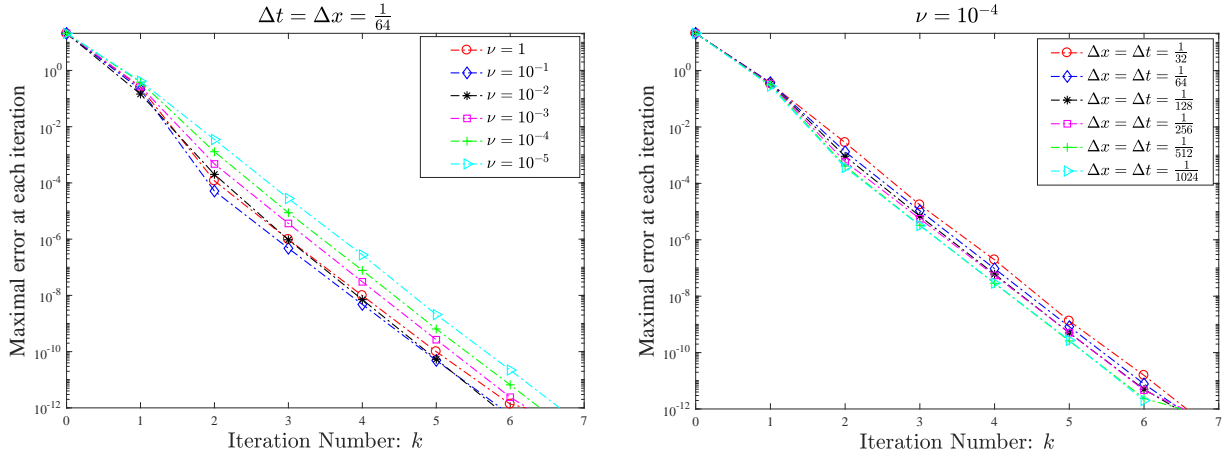 Δt = Δx = 1/64
Maximal error at each iteration
10^0
10^-2
10^-4
10^-6
10^-8
10^-10
10^-12
ν = 1
ν = 10^-1
ν = 10^-2
ν = 10^-3
ν = 10^-4
ν = 10^-5
0 1 2 3 4 5 6 7
Iteration Number: k
ν = 10^-4
Maximal error at each iteration
10^0
10^-2
10^-4
10^-6
10^-8
10^-10
10^-12
Δx = Δt = 1/32
Δx = Δt = 1/64
Δx = Δt = 1/128
Δx = Δt = 1/256
Δx = Δt = 1/512
Δx = Δt = 1/1024
0 1 2 3 4 5 6 7
Iteration Number: k